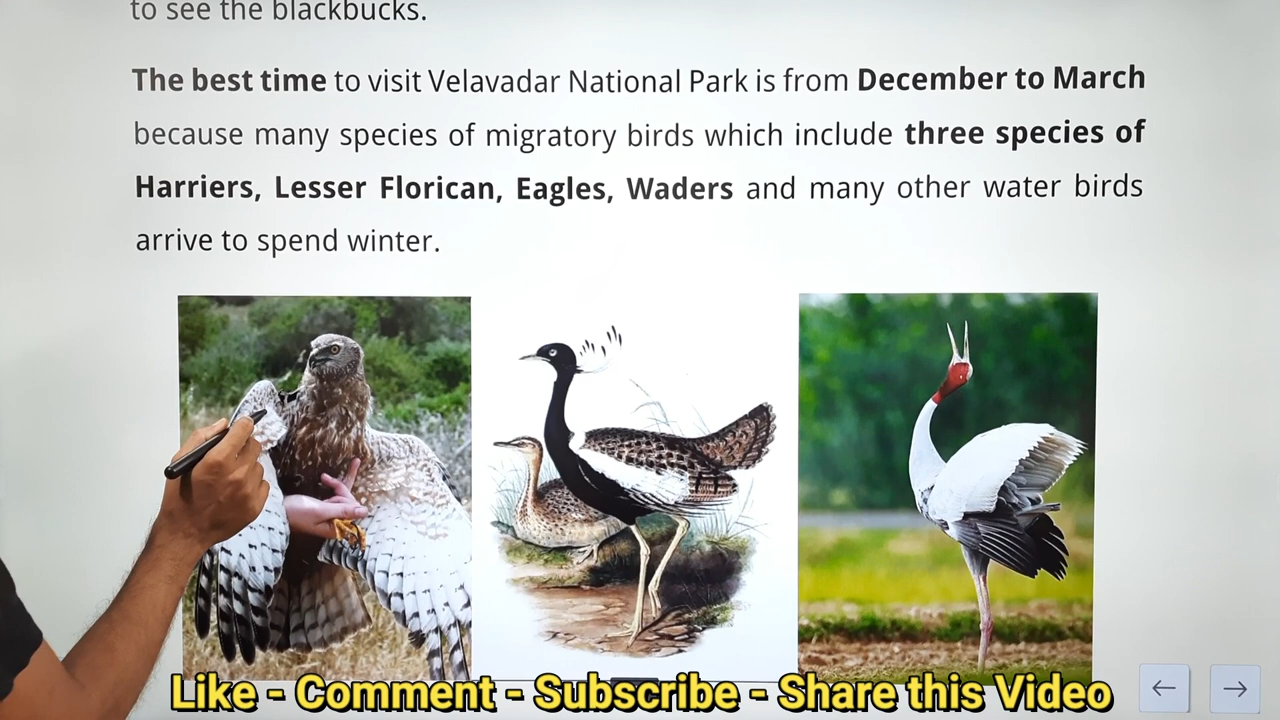 to see the blackbucks.
The best time to visit Velavadar National Park is from December to March
because many species of migratory birds which include three species of
Harriers, Lesser Florican, Eagles, Waders and many other water birds
arrive to spend winter.
Like - Comment - Subscribe - Share this Video